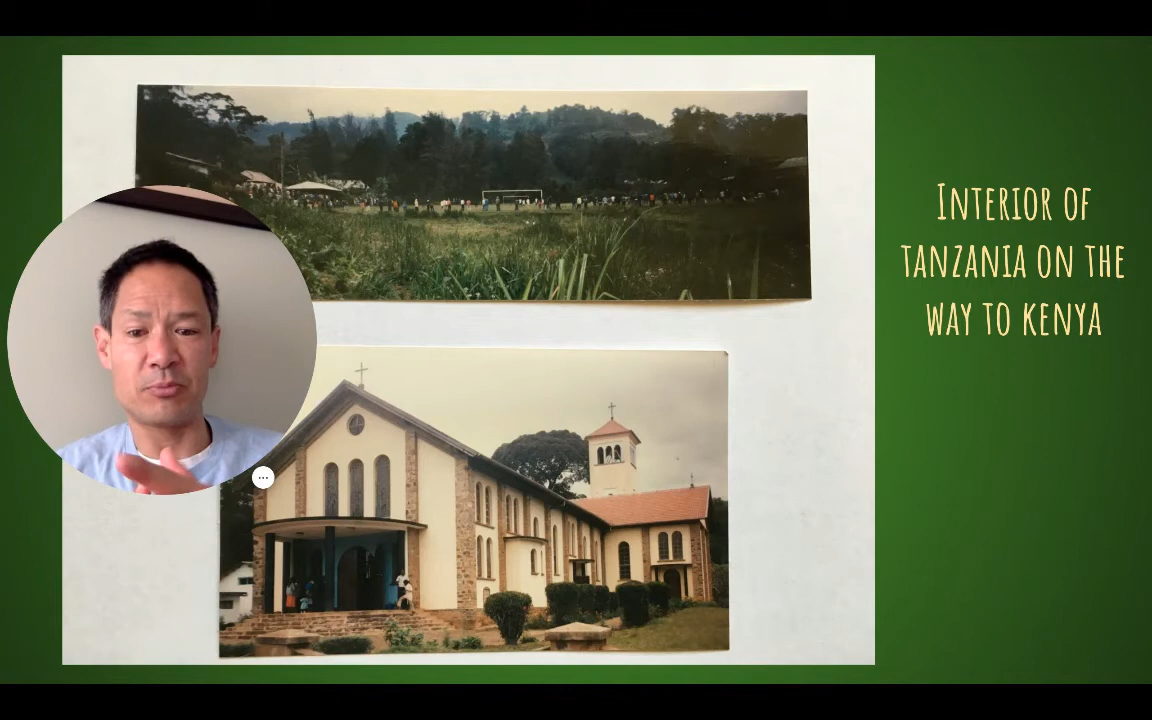 Interior of
Tanzania on the
way to Kenya